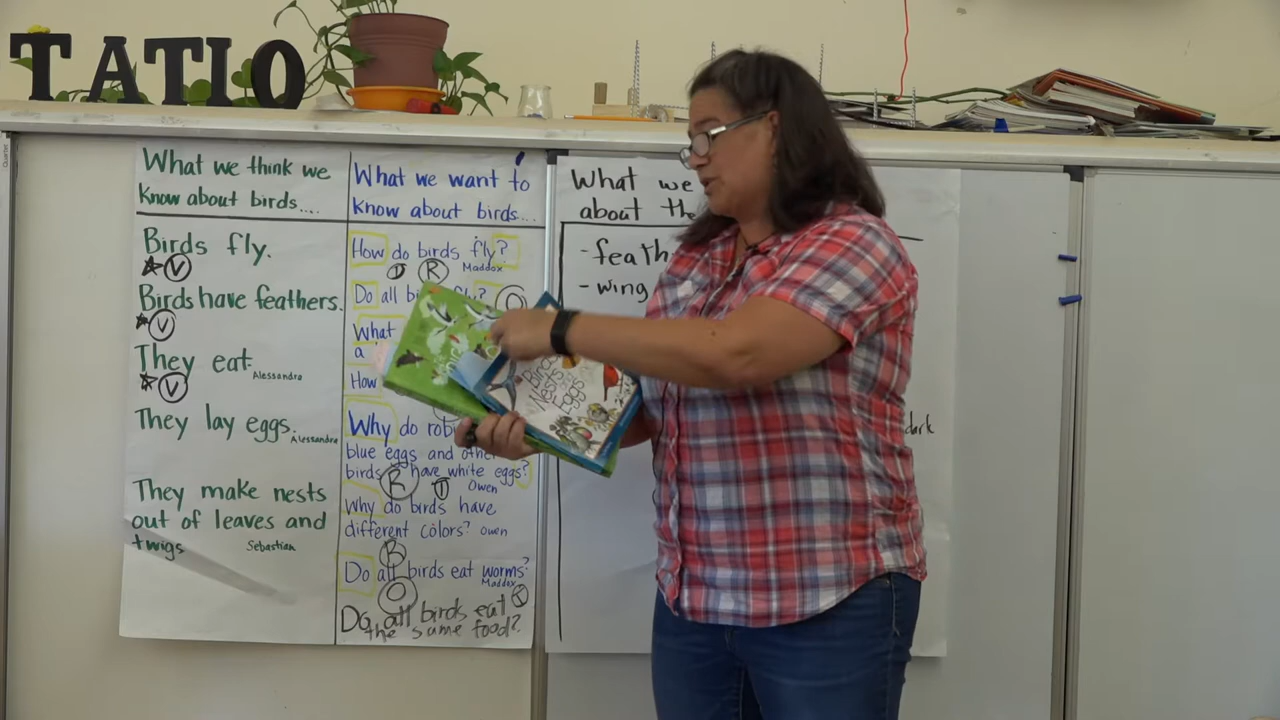 TATIO
What we think we
know about birds....
Birds fly.
V
Birds have feathers.
V
They eat
Alessandra
V
They lay eggs.
Alessandra
They make nests
out of leaves and
twigs
Sebastian
What we want to
know about birds...
How do birds fly?
R
Maddox
Do all
O
What
a
How
Why do
blue eggs and
birds have white eggs?
R
Owen
Why do birds have
different colors? Owen
B
Do all birds eat worms?
Maddox
O
Do all birds eat
the same food?
What we
about the
- feath
- wing
dark
Birds
Nests
Eggs